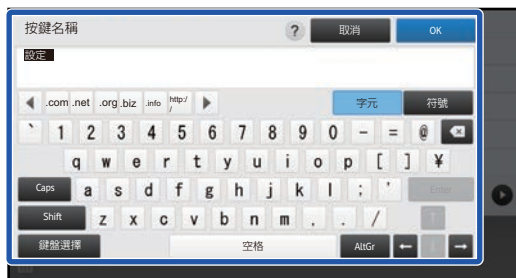 按鍵名稱 ? 取消 OK
設定
.com .net .org .biz .info http:// 字元 符號
` 1 2 3 4 5 6 7 8 9 0 - = @
q w e r t y u i o p [ ] ¥
Caps a s d f g h j k l ; ' Enter
Shift z x c v b n m , . /
鍵盤選擇 空格 AltGr